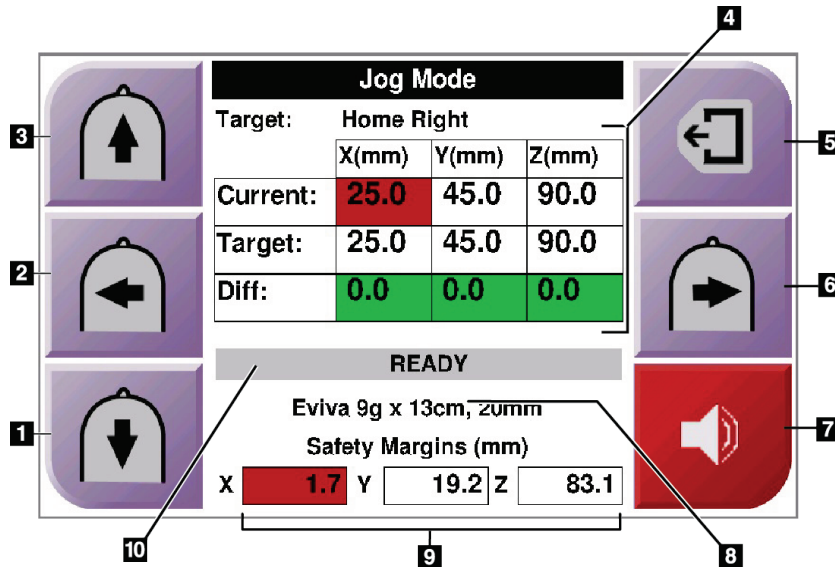 4
Jog Mode
Target: Home Right
3
5
X(mm) Y(mm) Z(mm)
Current: 25.0 45.0 90.0
Target: 25.0 45.0 90.0
2
6
Diff: 0.0 0.0 0.0
READY
Eviva 9g x 13cm, 20mm
1
7
Safety Margins (mm)
X 1.7 Y 19.2 Z 83.1
10
9
8